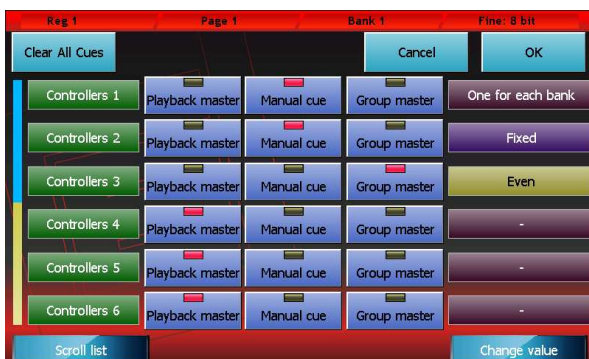 Reg 1 Page 1 Bank 1 Fine: 8 bit
Clear All Cues Cancel OK
Controllers 1 Playback master Manual cue Group master One for each bank
Controllers 2 Playback master Manual cue Group master Fixed
Controllers 3 Playback master Manual cue Group master Even
Controllers 4 Playback master Manual cue Group master -
Controllers 5 Playback master Manual cue Group master -
Controllers 6 Playback master Manual cue Group master -
Scroll list Change value